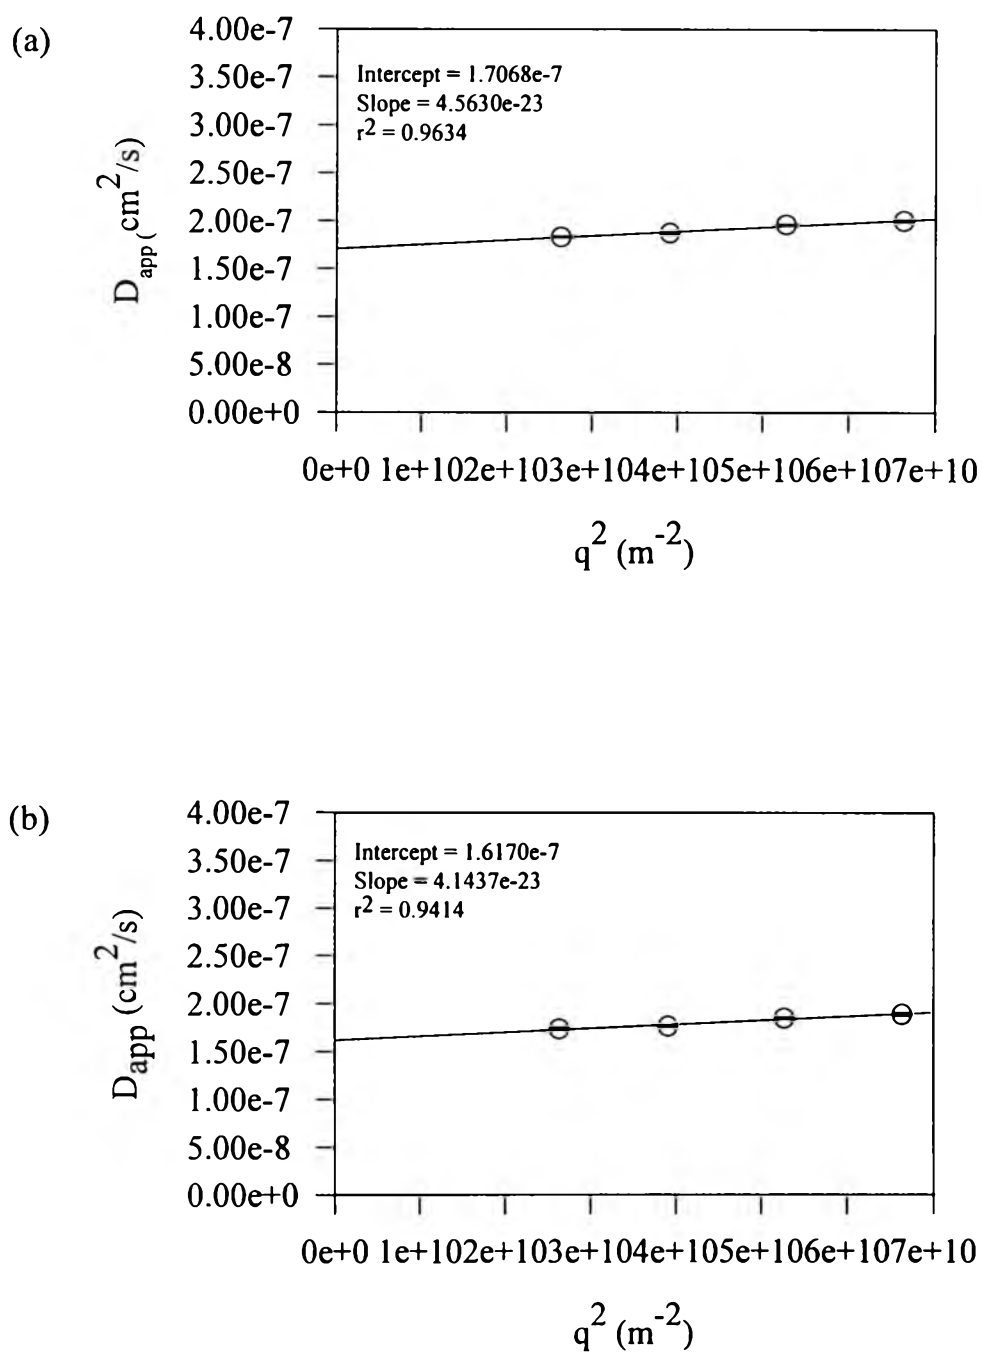 (a)
4.00e-7
3.50e-7
3.00e-7
2.50e-7
2.00e-7
1.50e-7
1.00e-7
5.00e-8
0.00e+0
D app ( cm2/s)
Intercept = 1.7068e-7
Slope = 4.5630e-23
r2 = 0.9634
0e+0 1e+102e+103e+104e+105e+106e+107e+10
q2 (m-2)
(b)
4.00e-7
3.50e-7
3.00e-7
2.50e-7
2.00e-7
1.50e-7
1.00e-7
5.00e-8
0.00e+0
Dapp (cm2/s)
Intercept = 1.6170e-7
Slope = 4.1437e-23
r2 = 0.9414
0e+0 1e+102e+103e+104e+105e+106e+107e+10
q2 (m-2)